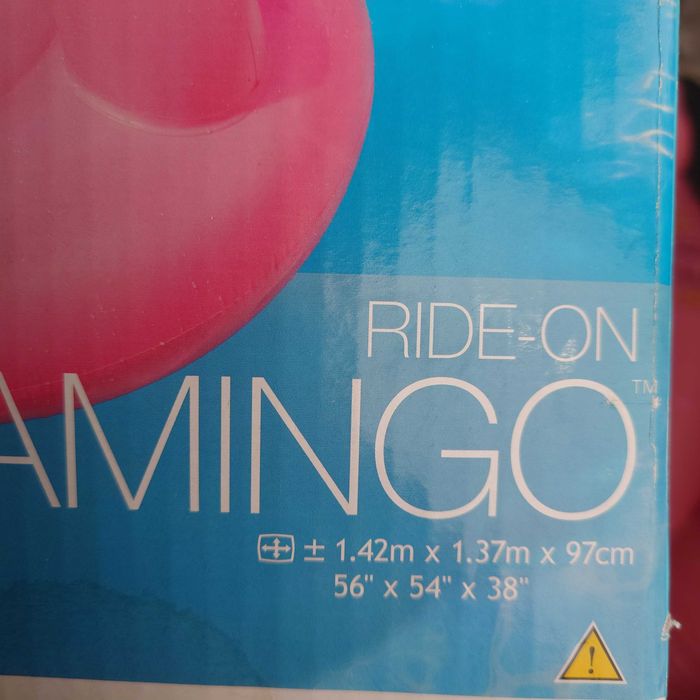 RIDE-ON
AMINGO™
± 1.42m x 1.37m x 97cm
56" x 54" x 38"